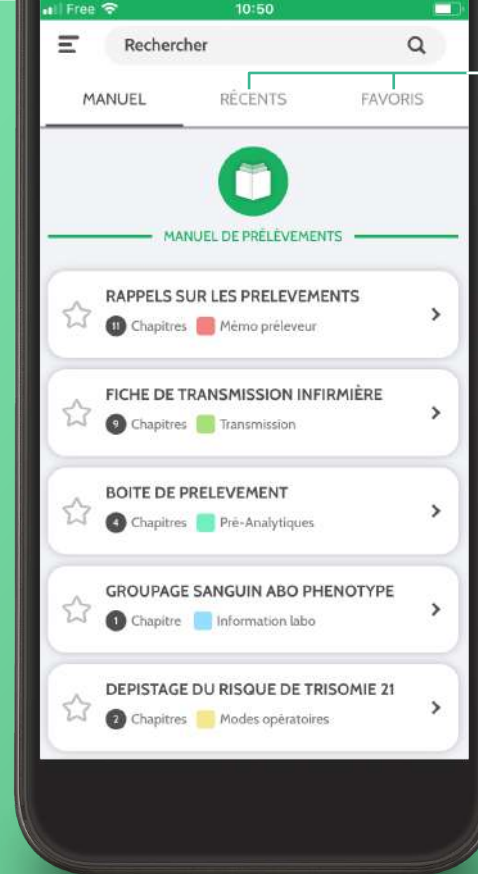 Free 10:50
Rechercher
MANUEL RÉCENTS FAVORIS
MANUEL DE PRÉLÈVEMENTS
RAPPELS SUR LES PRELEVEMENTS
11 Chapitres Mémo préleveur
FICHE DE TRANSMISSION INFIRMIÈRE
9 Chapitres Transmission
BOITE DE PRELEVEMENT
4 Chapitres Pré-Analytiques
GROUPAGE SANGUIN ABO PHENOTYPE
1 Chapitre Information labo
DEPISTAGE DU RISQUE DE TRISOMIE 21
2 Chapitres Modes opératoires